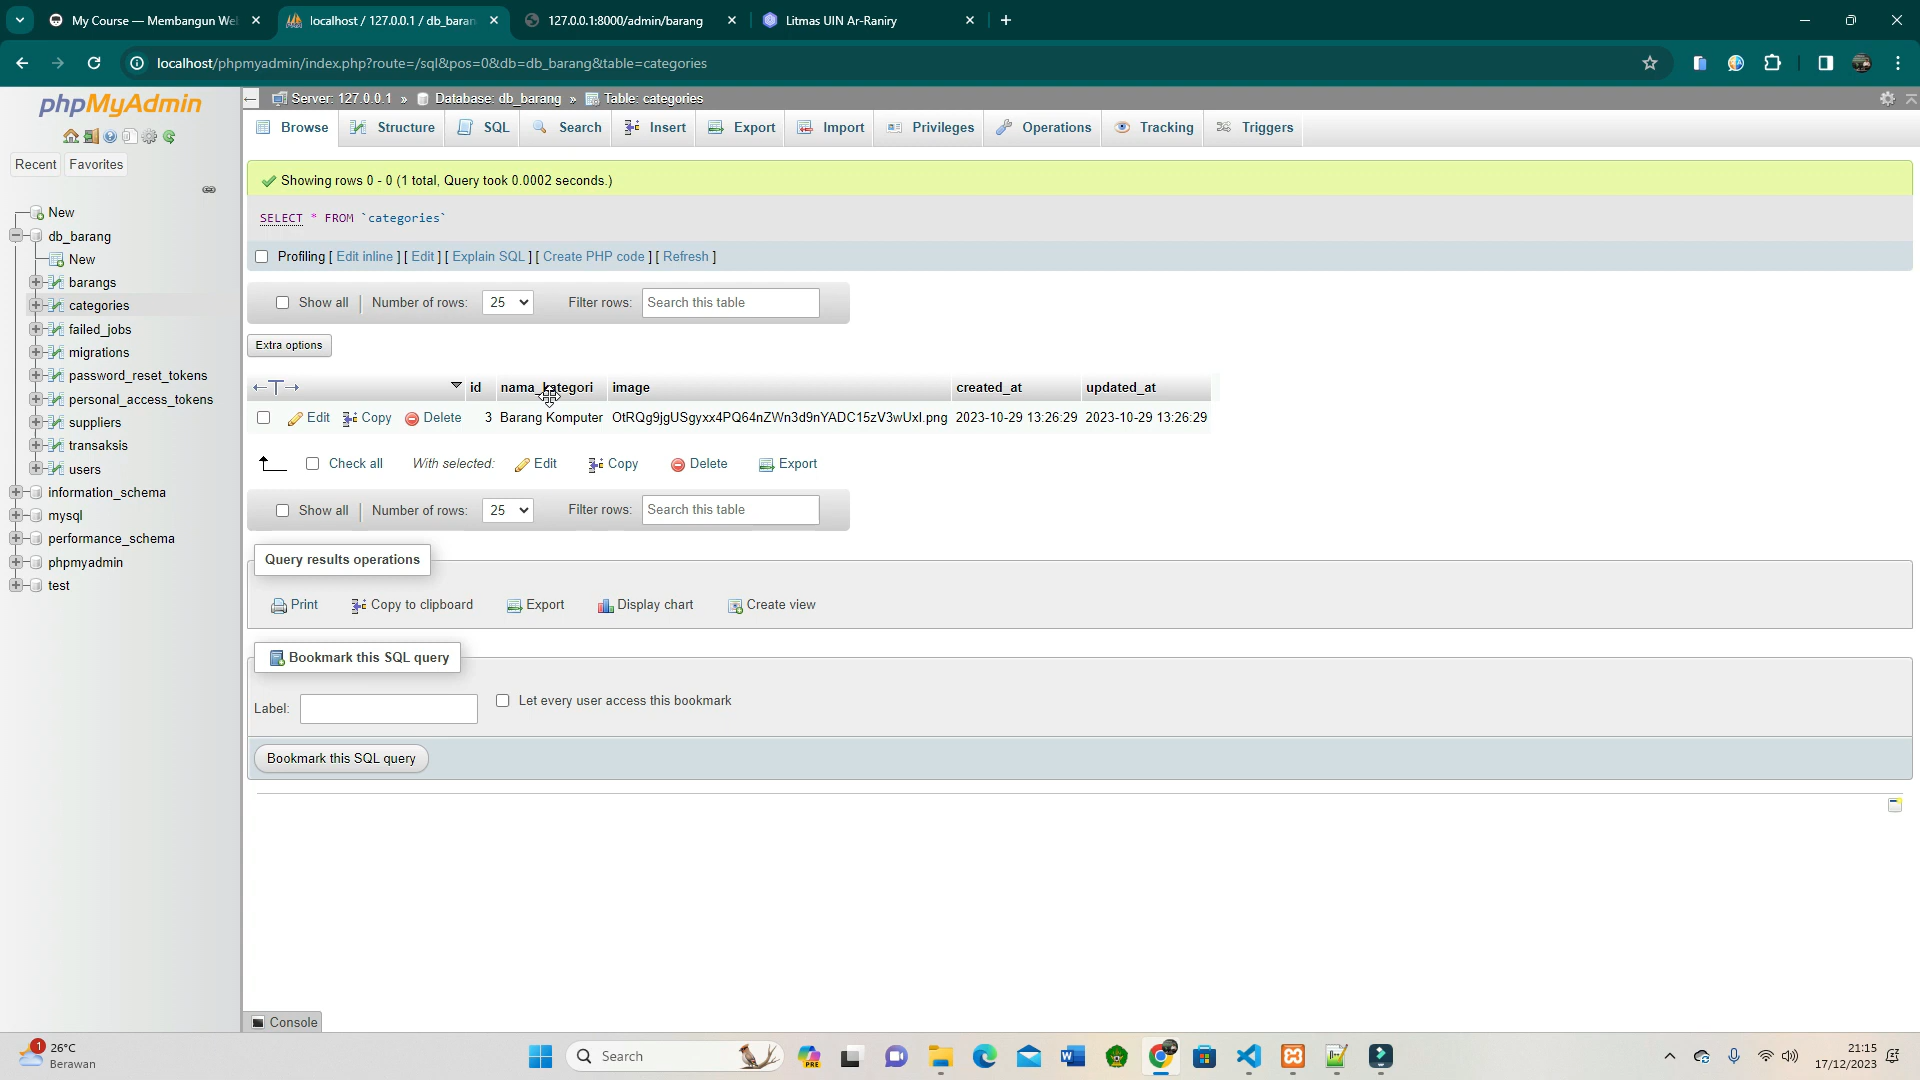 My Course — Membangun We
localhost / 127.0.0.1 / db_baran
127.0.0.1:8000/admin/barang
Litmas UIN Ar-Raniry
localhost/phpmyadmin/index.php?route=/sql&pos=0&db=db_barang&table=categories
phpMyAdmin
Recent
Favorites
New
db_barang
New
barangs
categories
failed_jobs
migrations
password_reset_tokens
personal_access_tokens
suppliers
transaksis
users
information_schema
mysql
performance_schema
phpmyadmin
test
Server: 127.0.0.1 » Database: db_barang » Table: categories
Browse Structure SQL Search Insert Export Import Privileges Operations Tracking Triggers
Showing rows 0 - 0 (1 total, Query took 0.0002 seconds.)
SELECT * FROM `categories`
Profiling [ Edit inline ] [ Edit ] [ Explain SQL ] [ Create PHP code ] [ Refresh ]
Show all Number of rows: 25 Filter rows: Search this table
Extra options
←T→ id nama_kategori image created_at updated_at
Edit Copy Delete 3 Barang Komputer OtRQg9jgUSgyxx4PQ64nZWn3d9nYADC15zV3wUxI.png 2023-10-29 13:26:29 2023-10-29 13:26:29
Check all With selected: Edit Copy Delete Export
Show all Number of rows: 25 Filter rows: Search this table
Query results operations
Print Copy to clipboard Export Display chart Create view
Bookmark this SQL query
Label: Let every user access this bookmark
Bookmark this SQL query
Console
1
26°C
Berawan
Search
PRE
21:15
17/12/2023